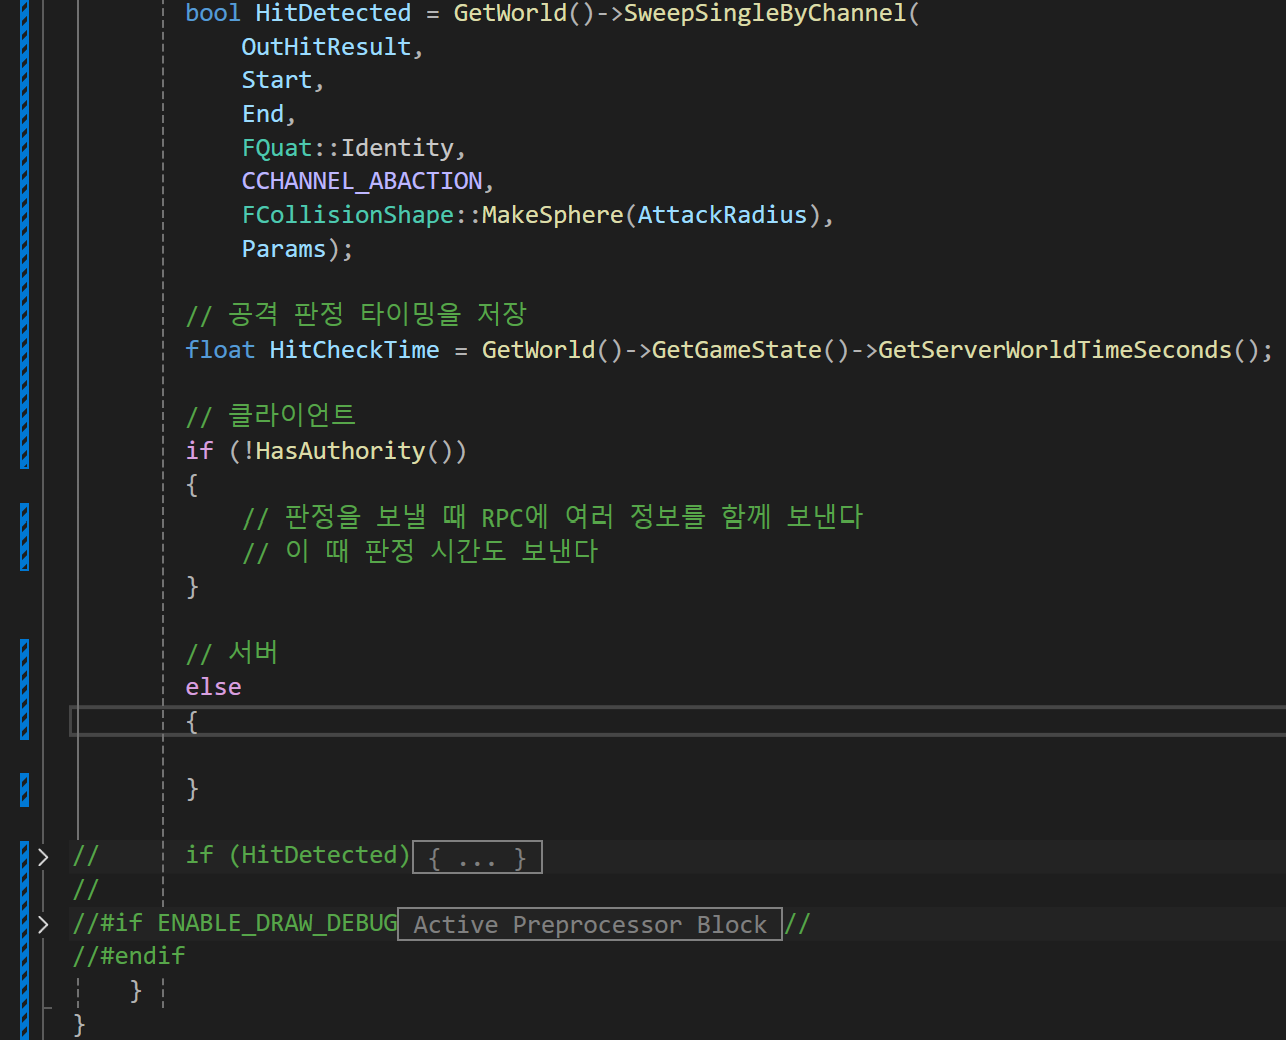 bool HitDetected = GetWorld()->SweepSingleByChannel(
OutHitResult,
Start,
End,
FQuat::Identity,
CCHANNEL_ABACTION,
FCollisionShape::MakeSphere(AttackRadius),
Params);
// 공격 판정 타이밍을 저장
float HitCheckTime = GetWorld()->GetGameState()->GetServerWorldTimeSeconds();
// 클라이언트
if (!HasAuthority())
{
// 판정을 보낼 때 RPC에 여러 정보를 함께 보낸다
// 이 때 판정 시간도 보낸다
}
// 서버
else
{
}
// if (HitDetected){ ... }
//
//#if ENABLE_DRAW_DEBUG Active Preprocessor Block //
//#endif
}
}